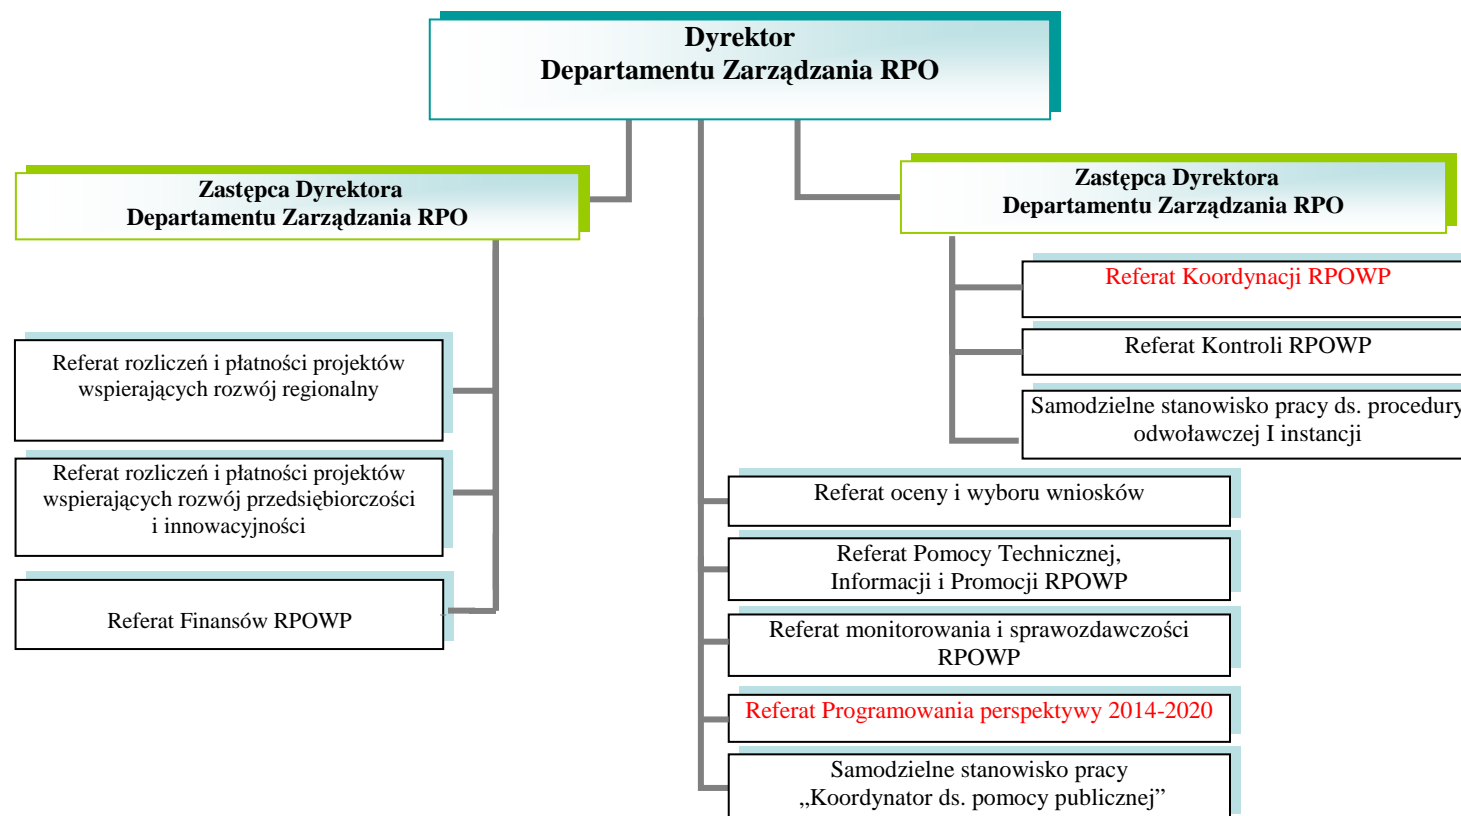 Dyrektor
Departamentu Zarządzania RPO
Zastępca Dyrektora
Departamentu Zarządzania RPO
Referat rozliczeń i płatności projektów
wspierających rozwój regionalny
Referat rozliczeń i płatności projektów
wspierających rozwój przedsiębiorczości
i innowacyjności
Referat Finansów RPOWP
Referat oceny i wyboru wniosków
Referat Pomocy Technicznej,
Informacji i Promocji RPOWP
Referat monitorowania i sprawozdawczości
RPOWP
Referat Programowania perspektywy 2014-2020
Samodzielne stanowisko pracy
„Koordynator ds. pomocy publicznej”
Zastępca Dyrektora
Departamentu Zarządzania RPO
Referat Koordynacji RPOWP
Referat Kontroli RPOWP
Samodzielne stanowisko pracy ds. procedury
odwoławczej I instancji